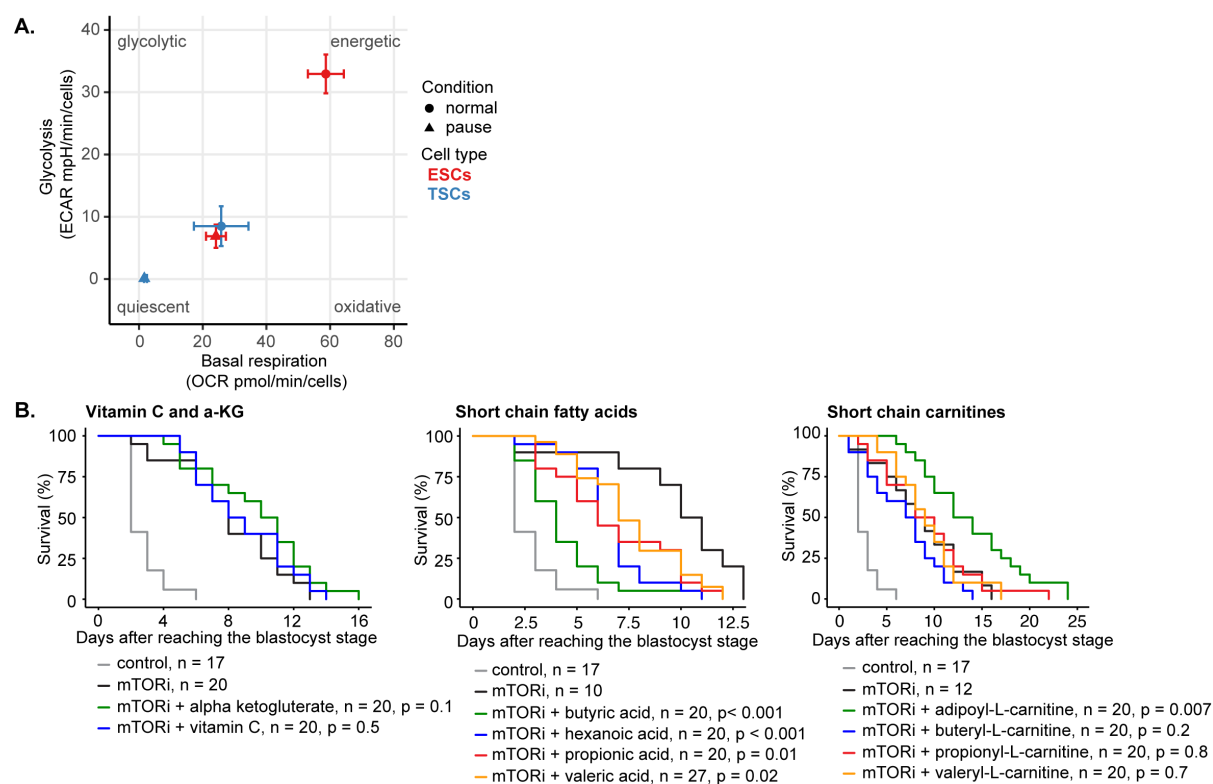 A.
glycolytic
energetic
quiescent
oxidative
40
30
20
10
0
Glycolysis
(ECAR mpH/min/cells)
0
20
40
60
80
Basal respiration
(OCR pmol/min/cells)
Condition
normal
pause
Cell type
ESCs
TSCs
B.
Vitamin C and a-KG
100
75
50
25
0
Survival (%)
0
4
8
12
16
Days after reaching the blastocyst stage
control, n = 17
mTORi, n = 20
mTORi + alpha ketogluterate, n = 20, p = 0.1
mTORi + vitamin C, n = 20, p = 0.5
Short chain fatty acids
100
75
50
25
0
Survival (%)
2.5
5
7.5
10
12.5
Days after reaching the blastocyst stage
control, n = 17
mTORi, n = 10
mTORi + butyric acid, n = 20, p< 0.001
mTORi + hexanoic acid, n = 20, p < 0.001
mTORi + propionic acid, n = 20, p = 0.01
mTORi + valeric acid, n = 27, p = 0.02
Short chain carnitines
100
75
50
25
0
Survival (%)
0
5
10
15
20
25
Days after reaching the blastocyst stage
control, n = 17
mTORi, n = 12
mTORi + adipoyl-L-carnitine, n = 20, p = 0.007
mTORi + buteryl-L-carnitine, n = 20, p = 0.2
mTORi + propionyl-L-carnitine, n = 20, p = 0.8
mTORi + valeryl-L-carnitine, n = 20, p = 0.7